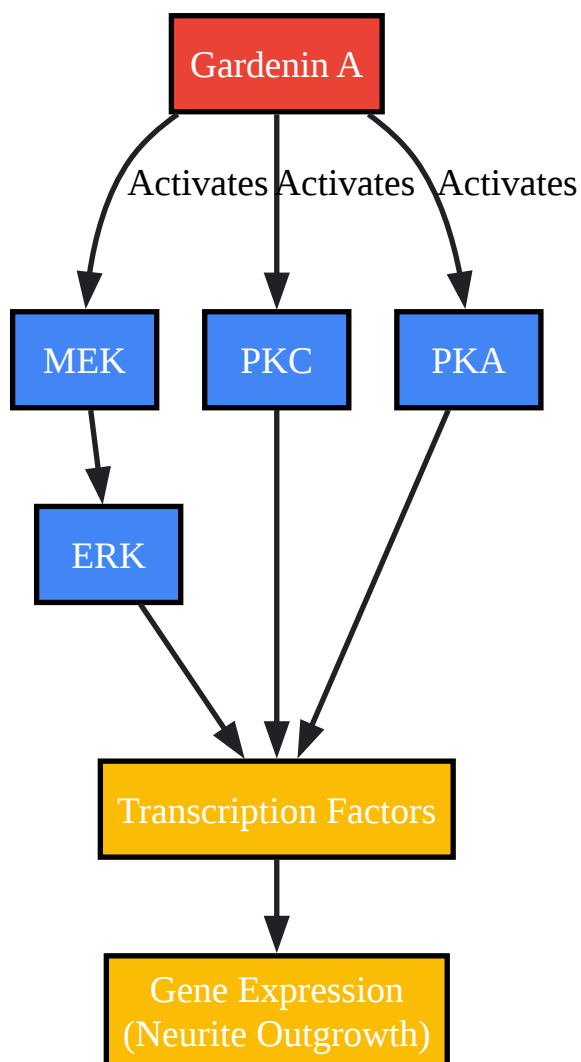 Gardenin A
Activates Activates Activates
MEK PKC PKA
ERK
Transcription Factors
Gene Expression
(Neurite Outgrowth)